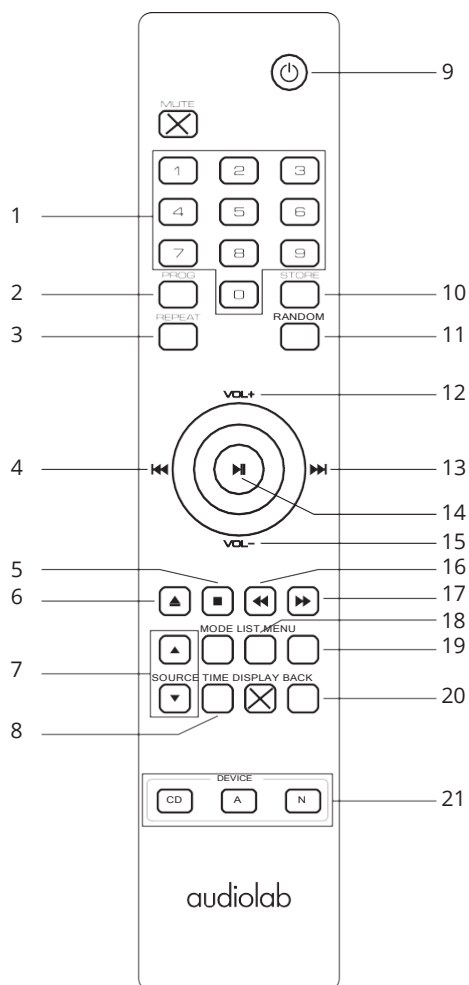 9
MUTE
1 2 3
1
4 5 6
7 8 9
2
PROG
0
STORE
10
3
REPEAT
RANDOM
11
VOL+
12
4
13
14
VOL-
15
5
16
6
17
18
MODE LIST MENU
19
7
SOURCE TIME DISPLAY BACK
20
8
DEVICE
CD A N
21
audiolab